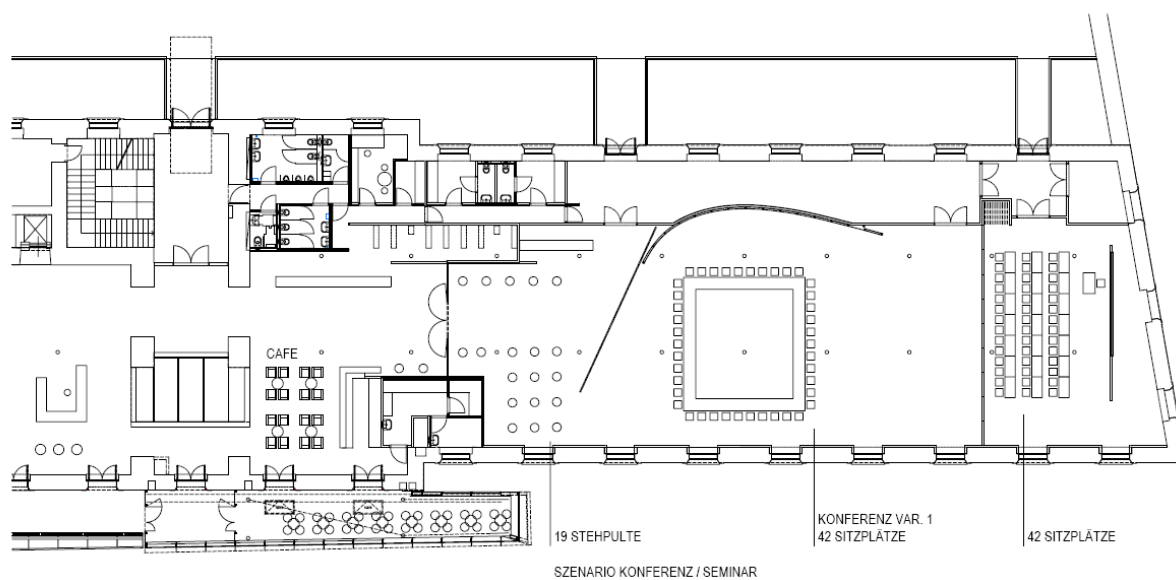 CAFE
19 STEHPULTE
KONFERENZ VAR. 1
42 SITZPLÄTZE
42 SITZPLÄTZE
SZENARIO KONFERENZ / SEMINAR